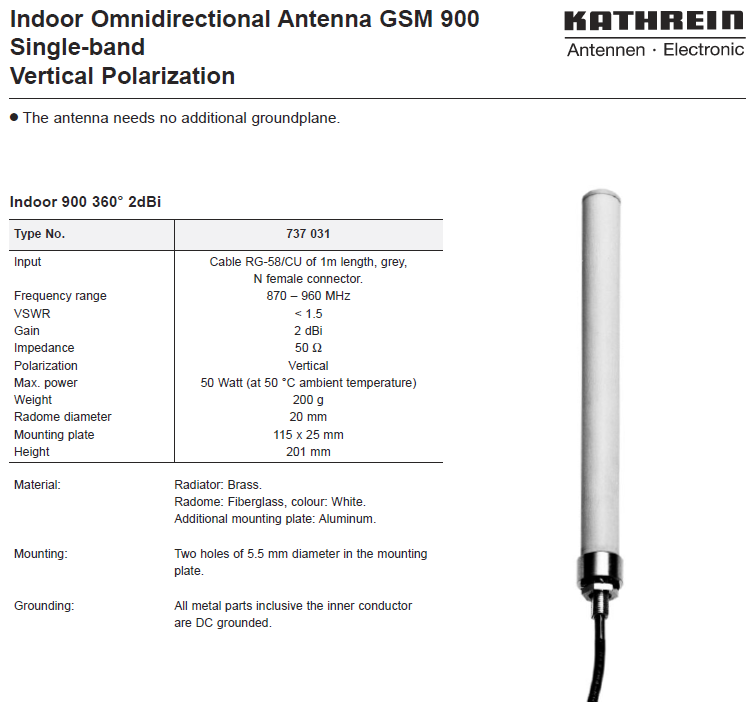 Indoor Omnidirectional Antenna GSM 900
Single-band
Vertical Polarization
KATHREIN
Antennen · Electronic
● The antenna needs no additional groundplane.
Indoor 900 360° 2dBi
Type No. 737 031
Input Cable RG-58/CU of 1m length, grey,
N female connector.
Frequency range 870 – 960 MHz
VSWR < 1.5
Gain 2 dBi
Impedance 50 Ω
Polarization Vertical
Max. power 50 Watt (at 50 °C ambient temperature)
Weight 200 g
Radome diameter 20 mm
Mounting plate 115 x 25 mm
Height 201 mm
Material: Radiator: Brass.
Radome: Fiberglass, colour: White.
Additional mounting plate: Aluminum.
Mounting: Two holes of 5.5 mm diameter in the mounting
plate.
Grounding: All metal parts inclusive the inner conductor
are DC grounded.